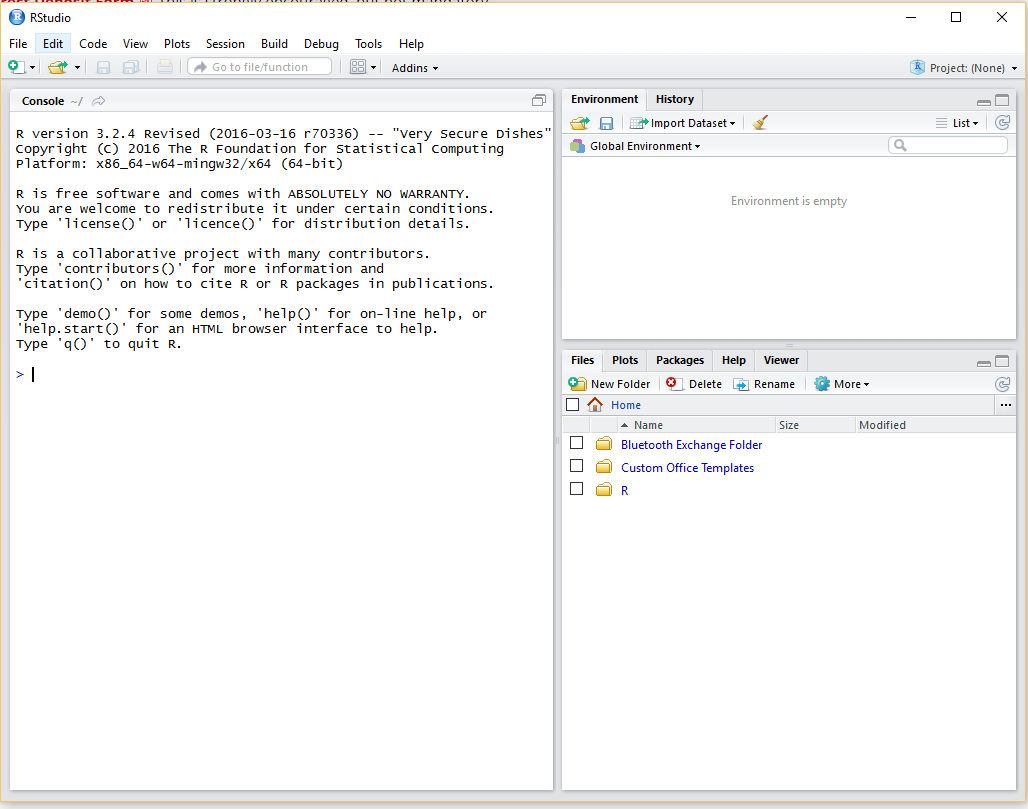 RStudio
File Edit Code View Plots Session Build Debug Tools Help
Go to file/function Addins Project: (None)
Console ~/
R version 3.2.4 Revised (2016-03-16 r70336) -- "Very Secure Dishes"
Copyright (C) 2016 The R Foundation for Statistical Computing
Platform: x86_64-w64-mingw32/x64 (64-bit)
R is free software and comes with ABSOLUTELY NO WARRANTY.
You are welcome to redistribute it under certain conditions.
Type 'license()' or 'licence()' for distribution details.
R is a collaborative project with many contributors.
Type 'contributors()' for more information and
'citation()' on how to cite R or R packages in publications.
Type 'demo()' for some demos, 'help()' for on-line help, or
'help.start()' for an HTML browser interface to help.
Type 'q()' to quit R.
>
Environment History
Import Dataset List
Global Environment
Environment is empty
Files Plots Packages Help Viewer
New Folder Delete Rename More
Home ...
Name Size Modified
Bluetooth Exchange Folder
Custom Office Templates
R